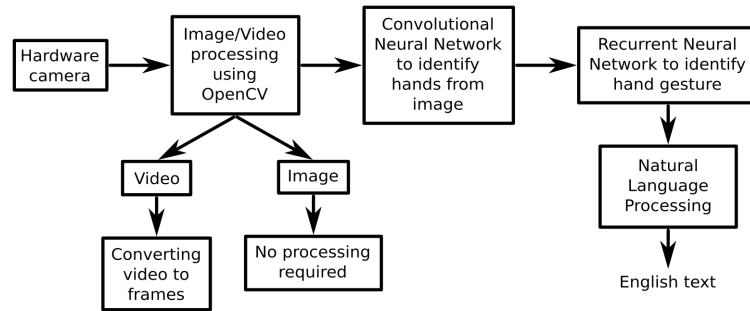 Hardware
camera
Image/Video
processing
using
OpenCV
Convolutional
Neural Network
to identify
hands from
image
Recurrent Neural
Network to identify
hand gesture
Video
Image
Natural
Language
Processing
Converting
video to
frames
No processing
required
English text